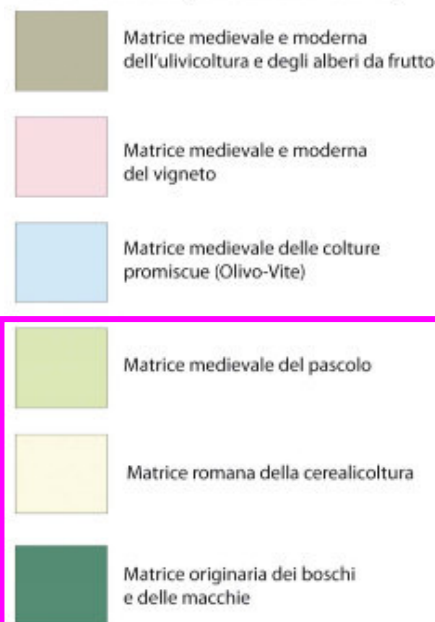 Matrice medievale e moderna
dell'ulivicoltura e degli alberi da frutto
Matrice medievale e moderna
del vigneto
Matrice medievale delle colture
promiscue (Olivo-Vite)
Matrice medievale del pascolo
Matrice romana della cerealicoltura
Matrice originaria dei boschi
e delle macchie